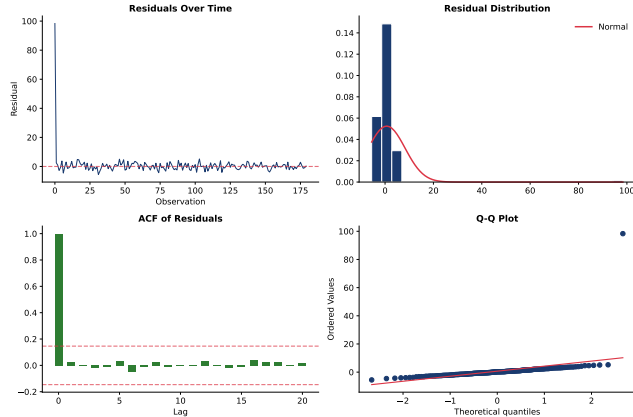 Residuals Over Time
100
80
60
40
20
0
Residual
0 25 50 75 100 125 150 175
Observation
Residual Distribution
Normal
0.14
0.12
0.10
0.08
0.06
0.04
0.02
0.00
0 20 40 60 80 100
ACF of Residuals
1.0
0.8
0.6
0.4
0.2
0.0
−0.2
0 5 10 15 20
Lag
Q-Q Plot
100
80
60
40
20
0
Ordered Values
−2 −1 0 1 2
Theoretical quantiles